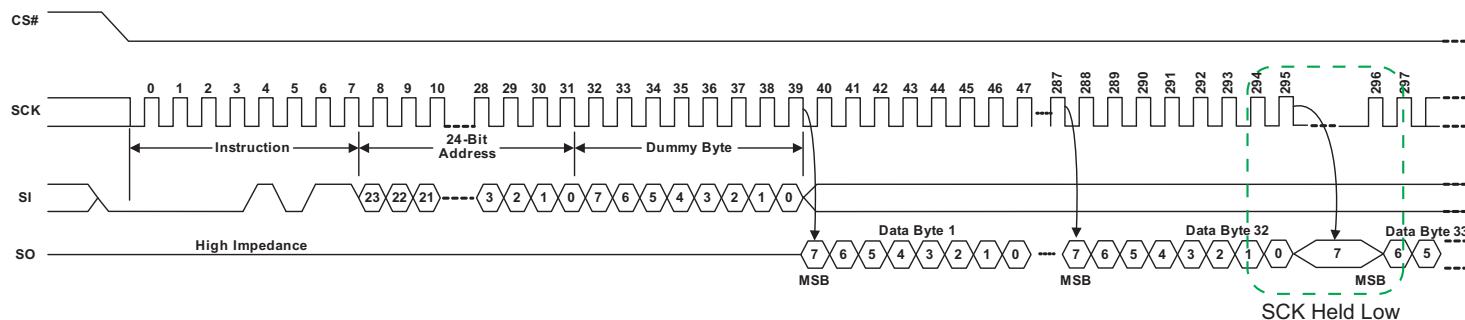 CS#
0 1 2 3 4 5 6 7 8 9 10 28 29 30 31 32 33 34 35 36 37 38 39 40 41 42 43 44 45 46 47 287 288 289 290 291 292 293 294 295 296 297
SCK
Instruction 24-Bit Address Dummy Byte
SI 23 22 21 3 2 1 0 7 6 5 4 3 2 1 0
High Impedance Data Byte 1 Data Byte 32 Data Byte 33
SO 7 6 5 4 3 2 1 0 7 6 5 4 3 2 1 0 7 6 5
MSB MSB MSB
SCK Held Low